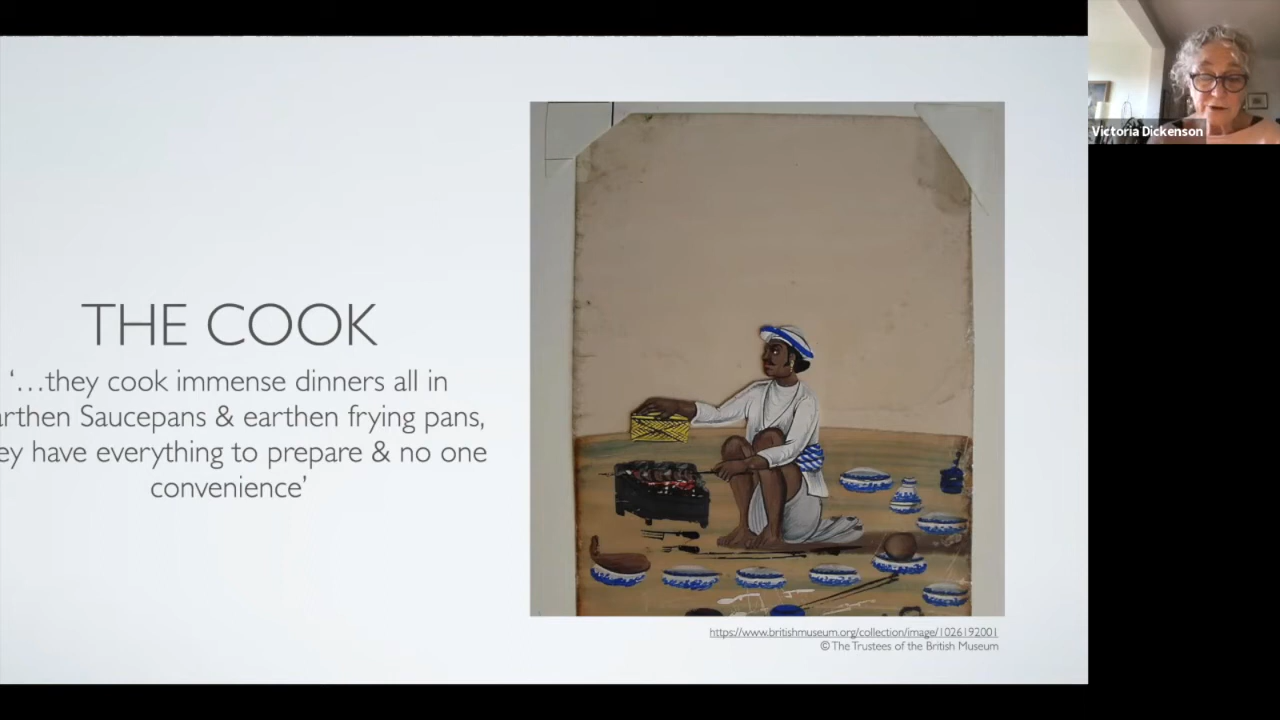 Victoria Dickenson
THE COOK
‘…they cook immense dinners all in
arthen Saucepans & earthen frying pans,
ey have everything to prepare & no one
convenience’
https://www.britishmuseum.org/collection/image/1026192001
© The Trustees of the British Museum